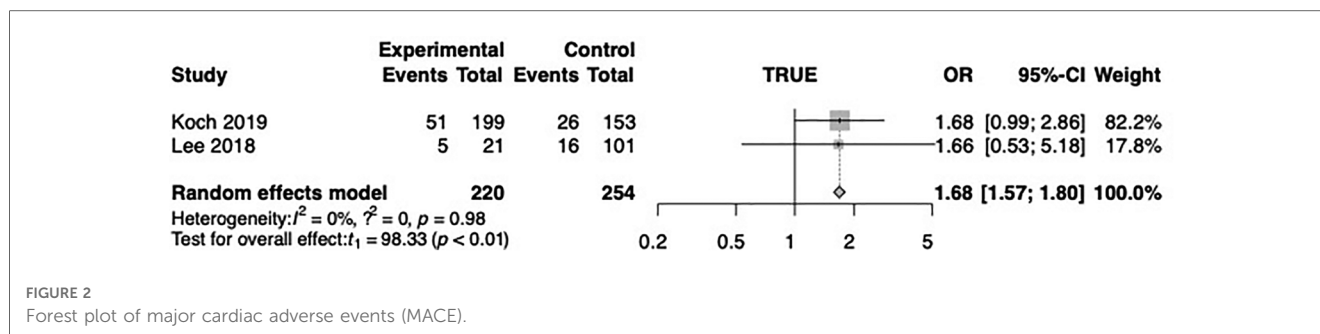 Experimental Control
Study Events Total Events Total TRUE OR 95%-CI Weight
Koch 2019 51 199 26 153 1.68 [0.99; 2.86] 82.2%
Lee 2018 5 21 16 101 1.66 [0.53; 5.18] 17.8%
Random effects model 220 254 1.68 [1.57; 1.80] 100.0%
Heterogeneity: I² = 0%, ?² = 0, p = 0.98
Test for overall effect: t₁ = 98.33 (p < 0.01)
0.2 0.5 1 2 5
FIGURE 2
Forest plot of major cardiac adverse events (MACE).